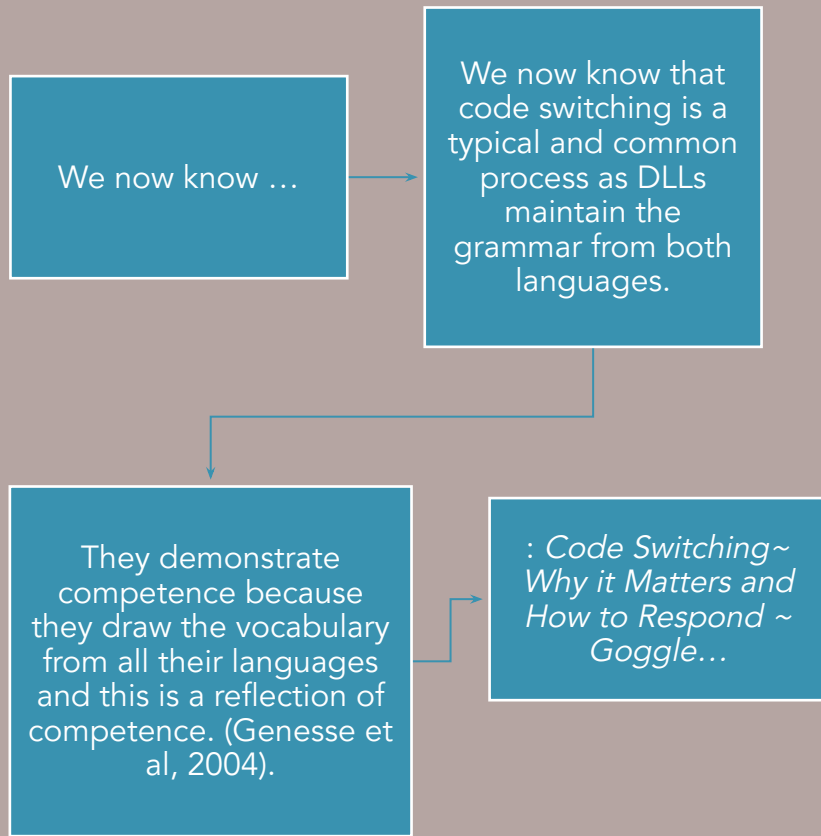 We now know …
We now know that
code switching is a
typical and common
process as DLLs
maintain the
grammar from both
languages.
They demonstrate
competence because
they draw the vocabulary
from all their languages
and this is a reflection of
competence. (Genesse et
al, 2004).
: Code Switching~
Why it Matters and
How to Respond ~
Goggle…